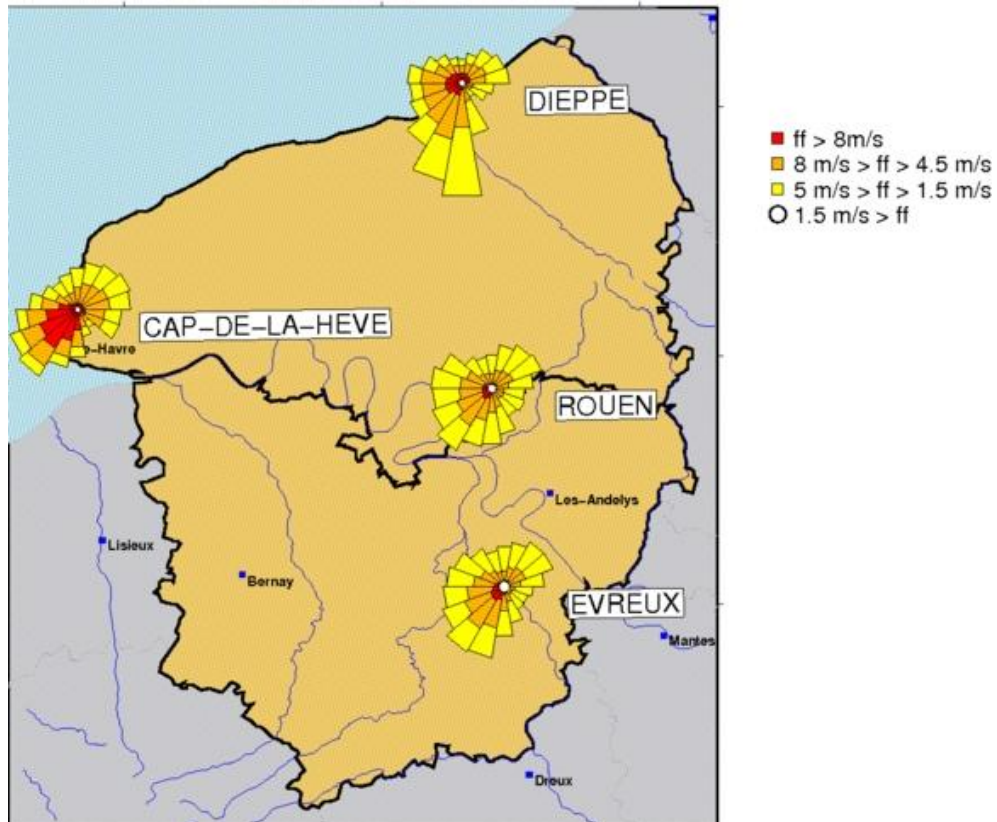 DIEPPE
ff > 8m/s
8 m/s > ff > 4.5 m/s
5 m/s > ff > 1.5 m/s
1.5 m/s > ff
CAP-DE-LA-HEVE
e-Havre
ROUEN
Les-Andelys
Lisieux
Bernay
EVREUX
Mantes
Dreux